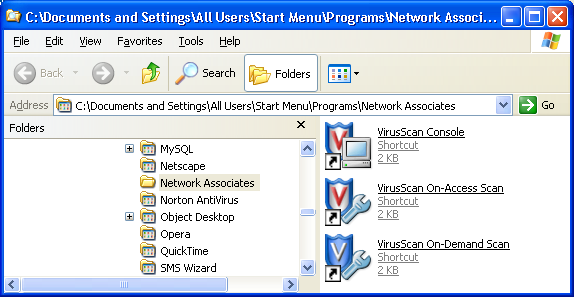 C:\Documents and Settings\All Users\Start Menu\Programs\Network Associ...
File Edit View Favorites Tools Help
Back Search Folders
Address C:\Documents and Settings\All Users\Start Menu\Programs\Network Associates Go
Folders
MySQL
Netscape
Network Associates
Norton AntiVirus
Object Desktop
Opera
QuickTime
SMS Wizard
VirusScan Console
Shortcut
2 KB
VirusScan On-Access Scan
Shortcut
2 KB
VirusScan On-Demand Scan
Shortcut
2 KB